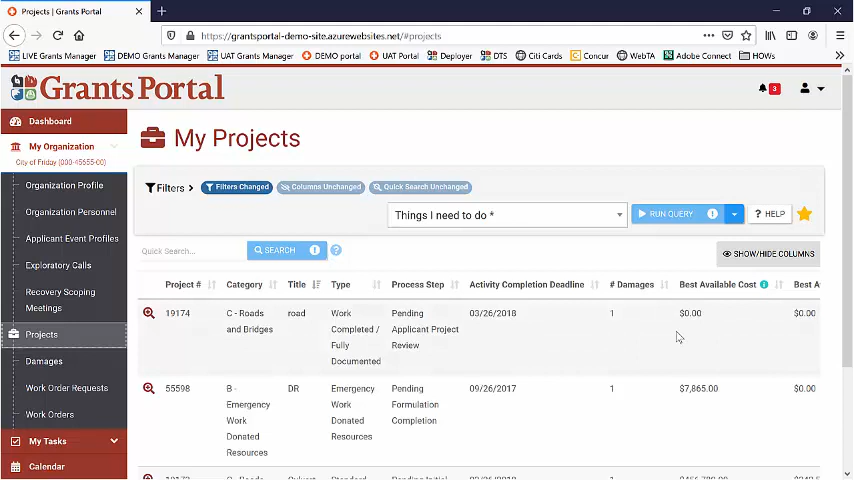 Projects | Grants Portal
https://grantsportal-demo-site.azurewebsites.net/#projects
LIVE Grants Manager DEMO Grants Manager UAT Grants Manager DEMO portal UAT Portal Deployer DTS Citi Cards Concur WebTA Adobe Connect HOWs
Grants Portal
3
Dashboard
My Organization
City of Friday (000-45655-00)
Organization Profile
Organization Personnel
Applicant Event Profiles
Exploratory Calls
Recovery Scoping
Meetings
Projects
Damages
Work Order Requests
Work Orders
My Tasks
Calendar
My Projects
Filters Filters Changed Columns Unchanged Quick Search Unchanged
Things I need to do * RUN QUERY ? HELP
Quick Search... SEARCH SHOW/HIDE COLUMNS
Project # Category Title Type Process Step Activity Completion Deadline # Damages Best Available Cost Best A
19174 C - Roads and Bridges road Work Completed / Fully Documented Pending Applicant Project Review 03/26/2018 1 $0.00 $0.00
55598 B - Emergency Work Donated Resources DR Emergency Work Donated Resources Pending Formulation Completion 09/26/2017 1 $7,865.00 $0.00